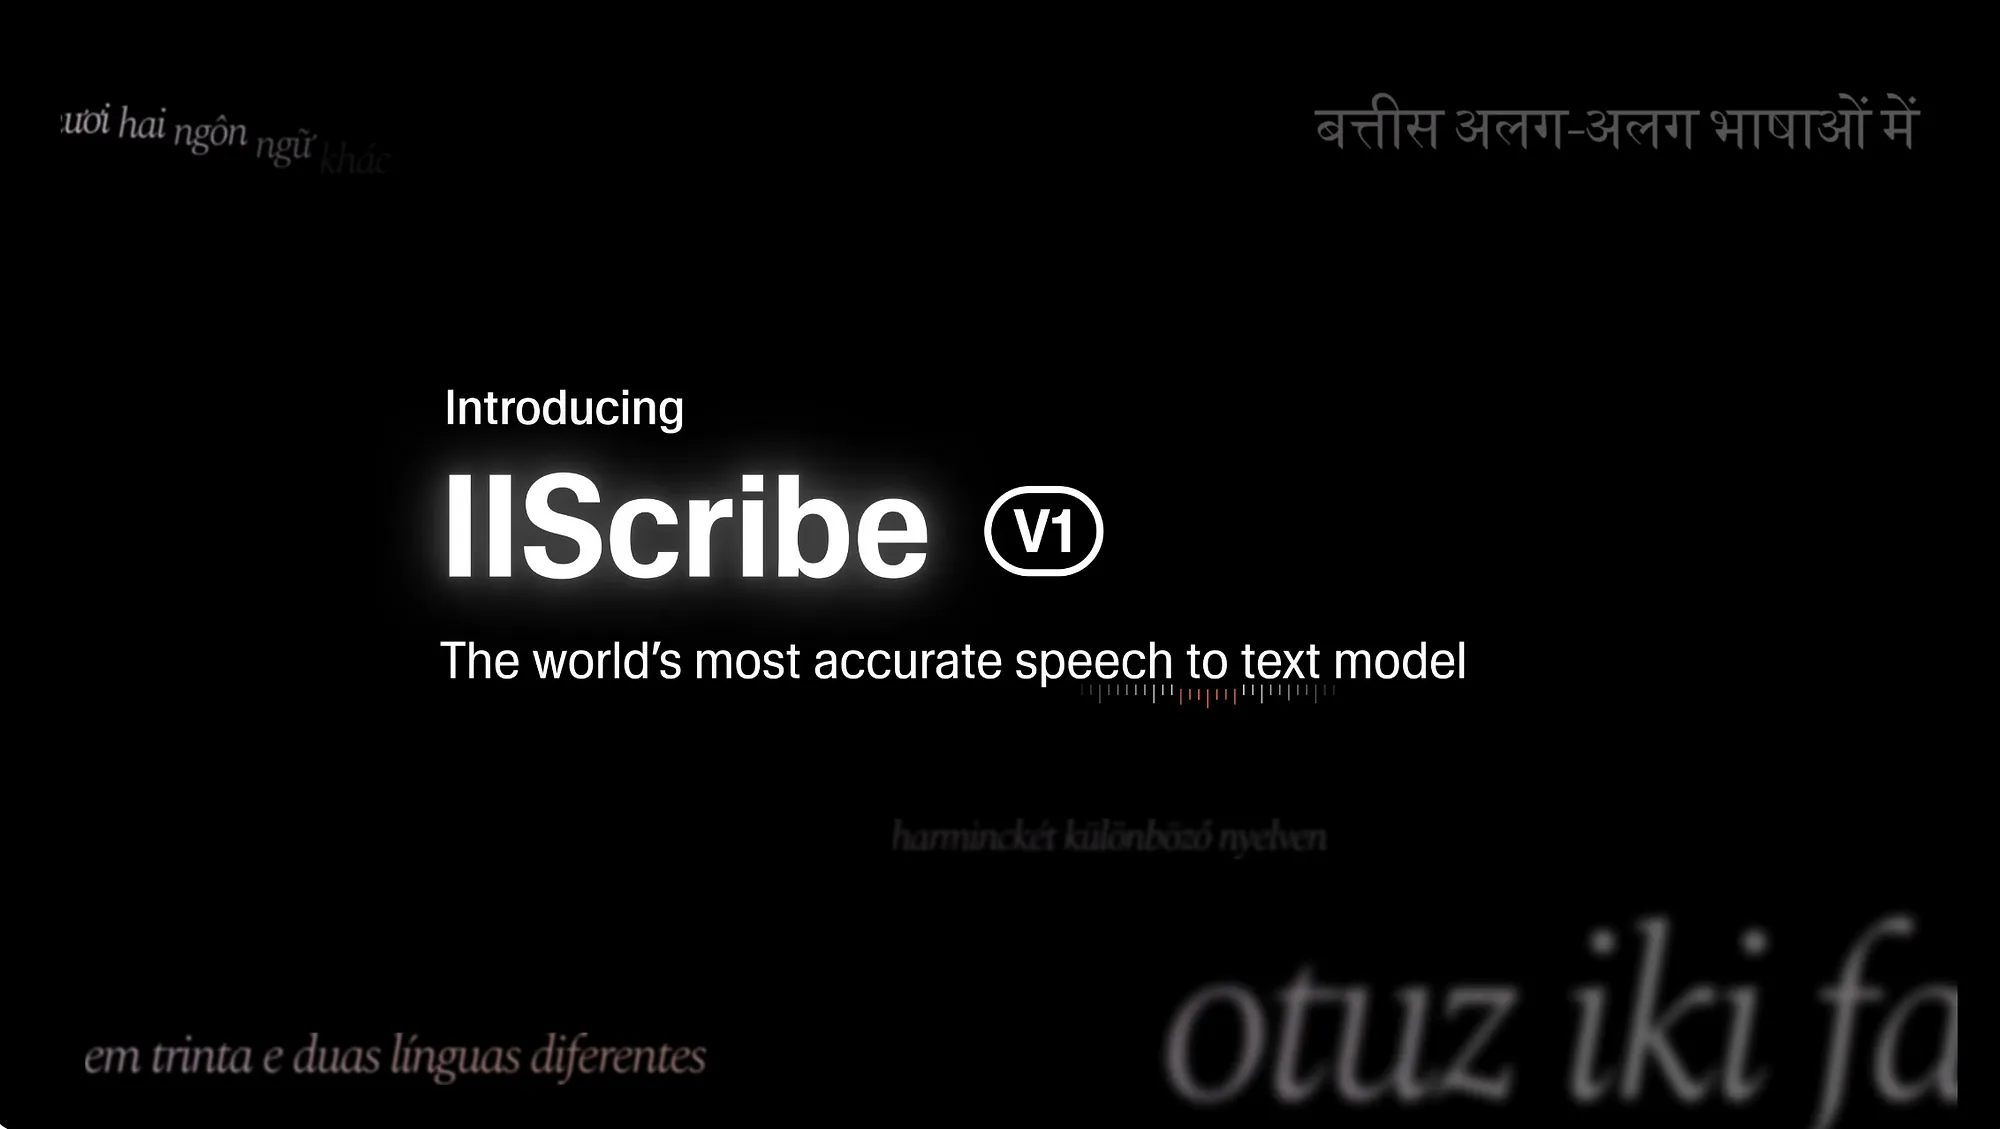 hai ngôn ngữ khác
बत्तीस अलग-अलग भाषाओं में
Introducing
IIScribe V1
The world’s most accurate speech to text model
harminckét különböző nyelven
otuz iki fa
em trinta e duas línguas diferentes